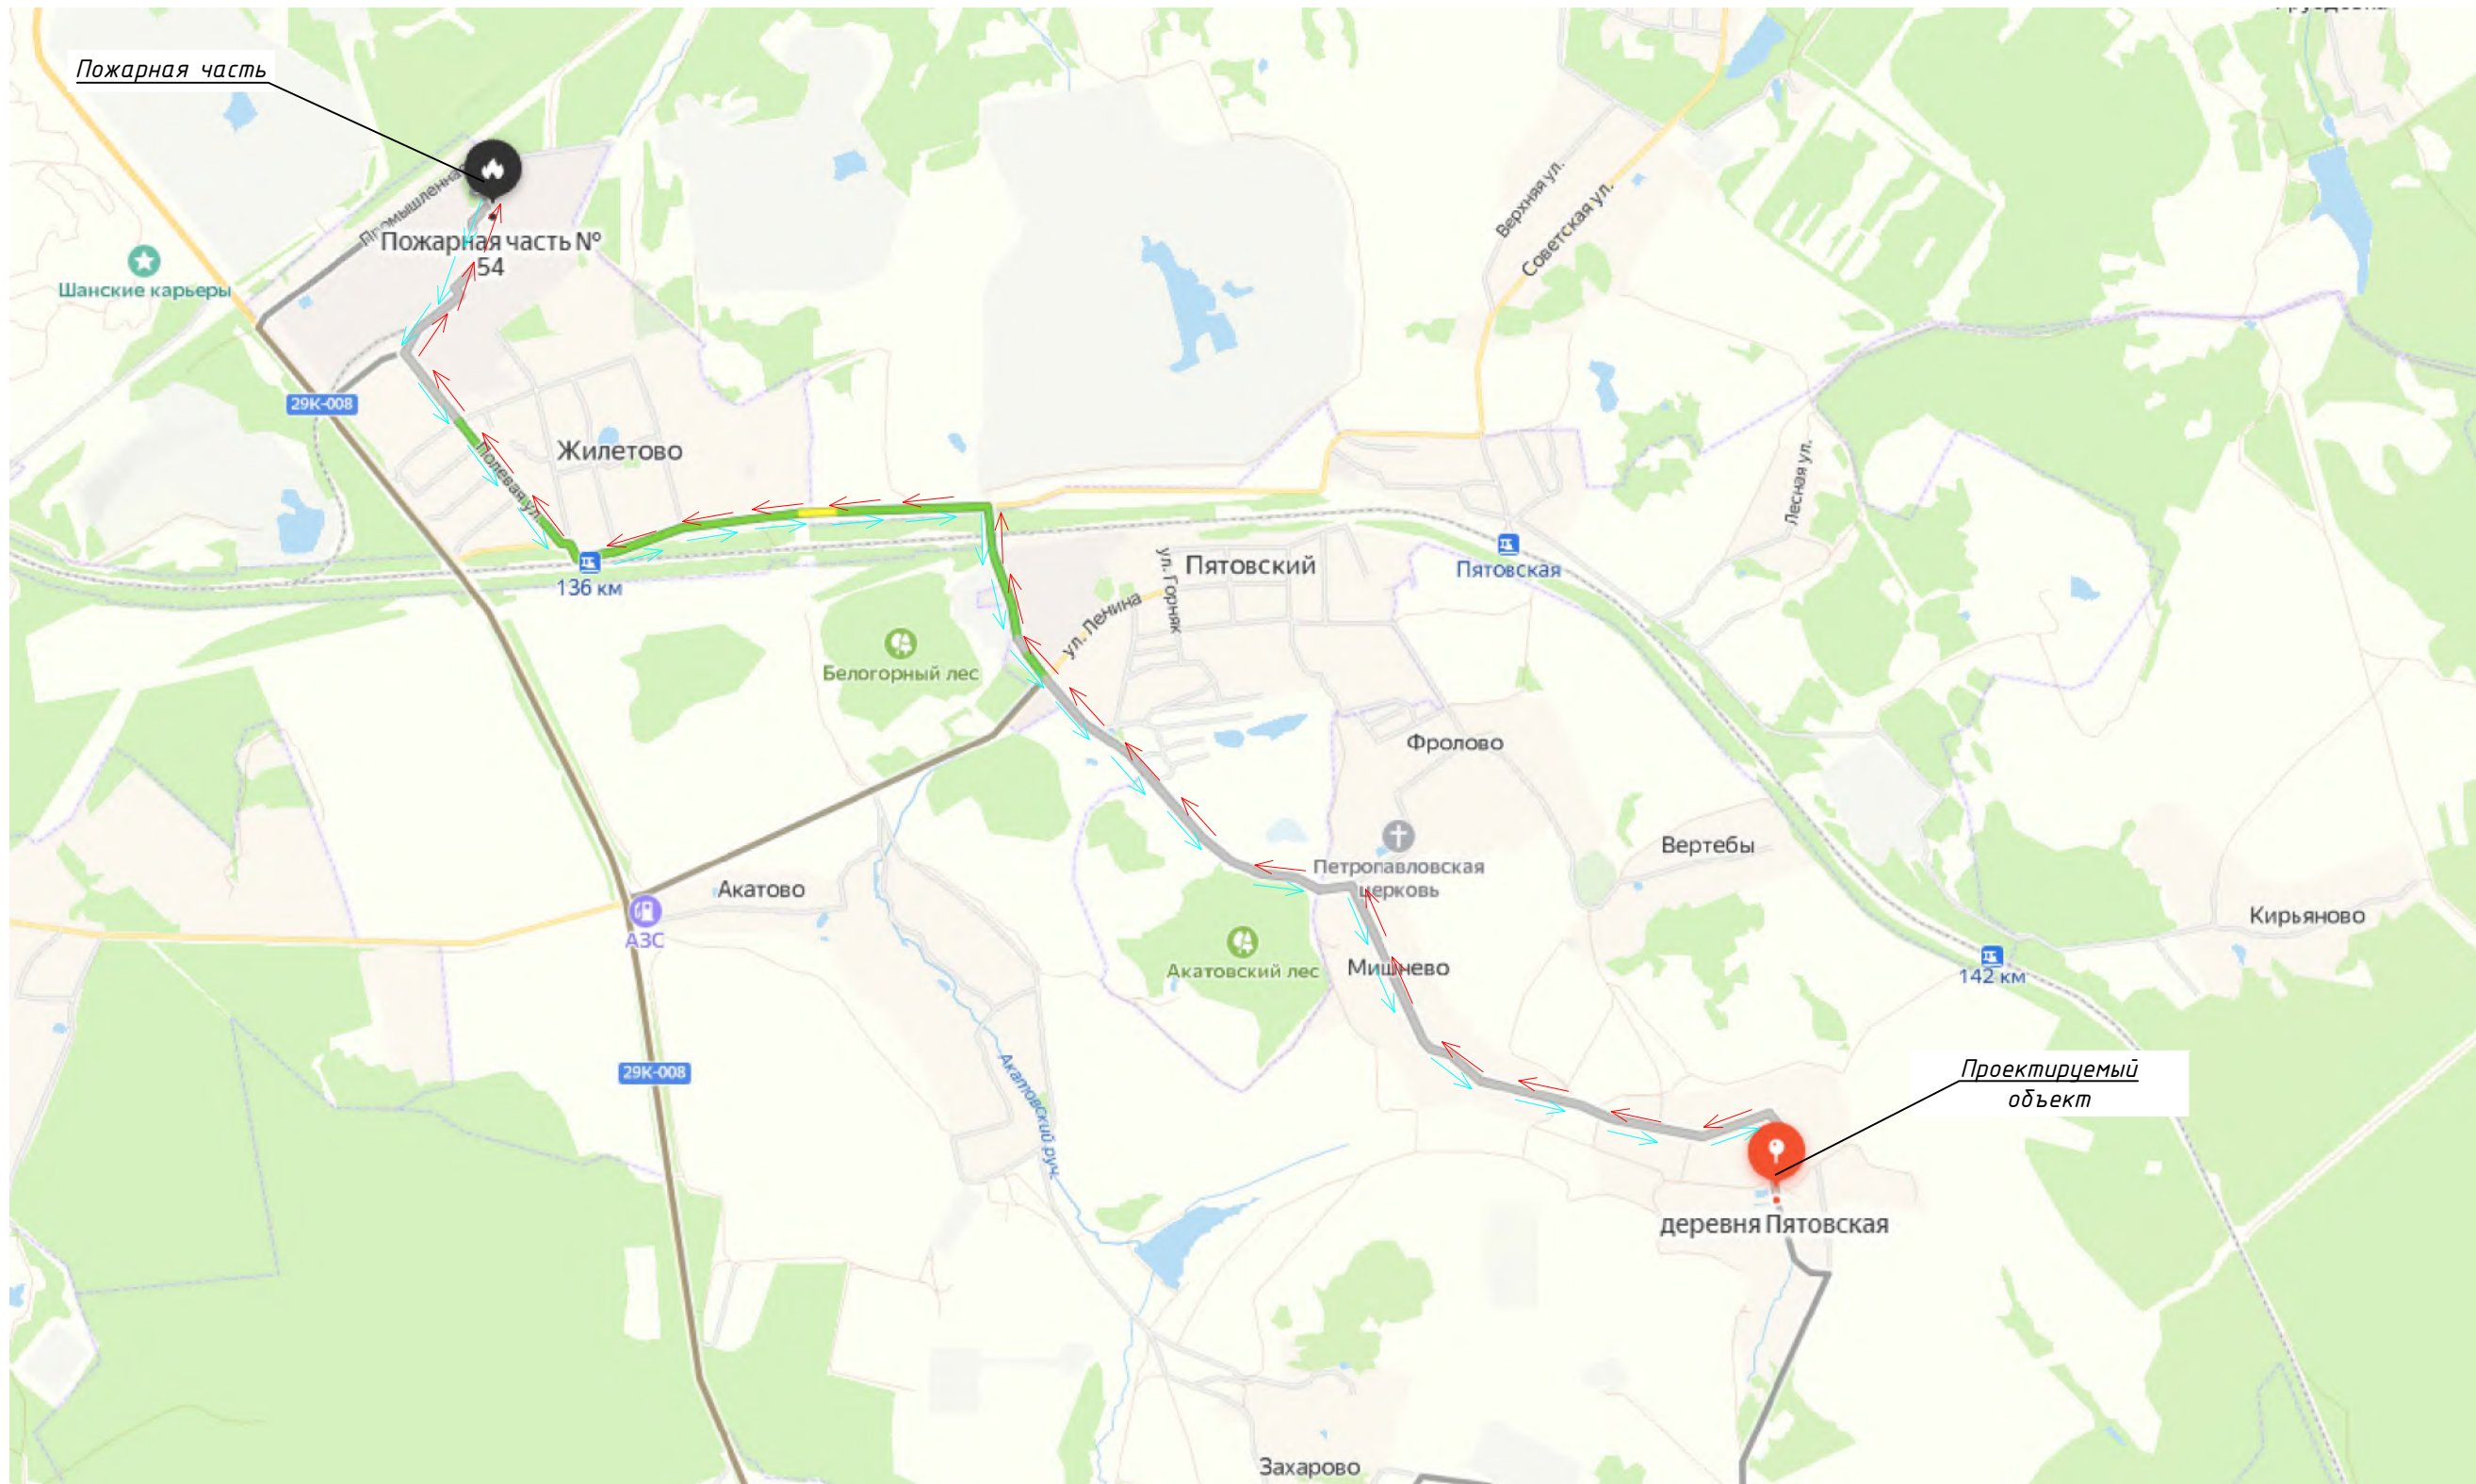 Пожарная часть
Промышленная
Пожарная часть №
54
Шанские карьеры
29К-008
Жилетово
Полевая ул.
136 км
Верхняя ул.
Советская ул.
Лесная ул.
Пятовский
ул. Горняк
ул. Ленина
Пятовская
Белогорный лес
Фролово
Петропавловская
церковь
Вертебы
Акатово
АЗС
Акатовский лес
Мишнево
Кирьяново
142 км
29К-008
Акатовский руч.
Проектируемый
объект
деревня Пятовская
Захарово